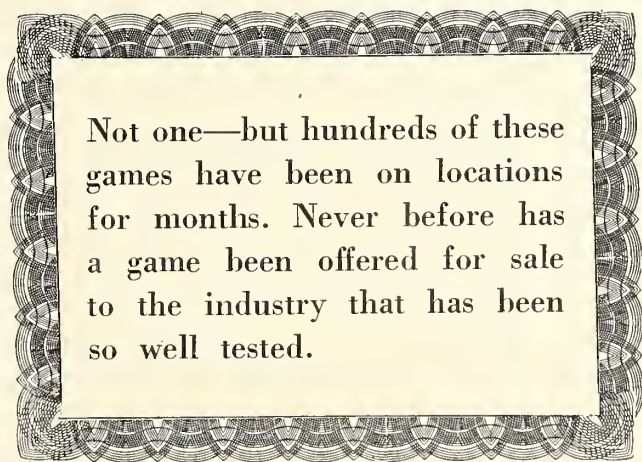 Not one—but hundreds of these
games have been on locations
for months. Never before has
a game been offered for sale
to the industry that has been
so well tested.